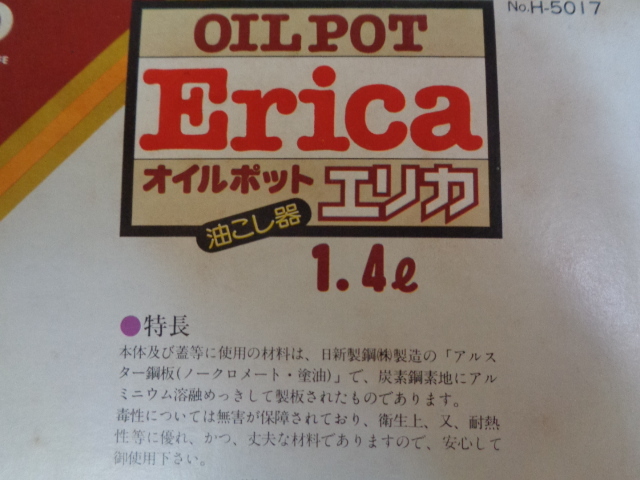 No.H-5017
OIL POT
Erica
オイルポット エリカ
油こし器
1.4ℓ
●特長
本体及び蓋等に使用の材料は、日新製鋼㈱製造の「アルス
ター鋼板(ノークロメート・塗油)」で、炭素鋼素地にアル
ミニウム溶融めっきして製板されたものであります。
毒性については無害が保障されており、衛生上、又、耐熱
性等に優れ、かつ、丈夫な材料でありますので、安心して
御使用下さい。